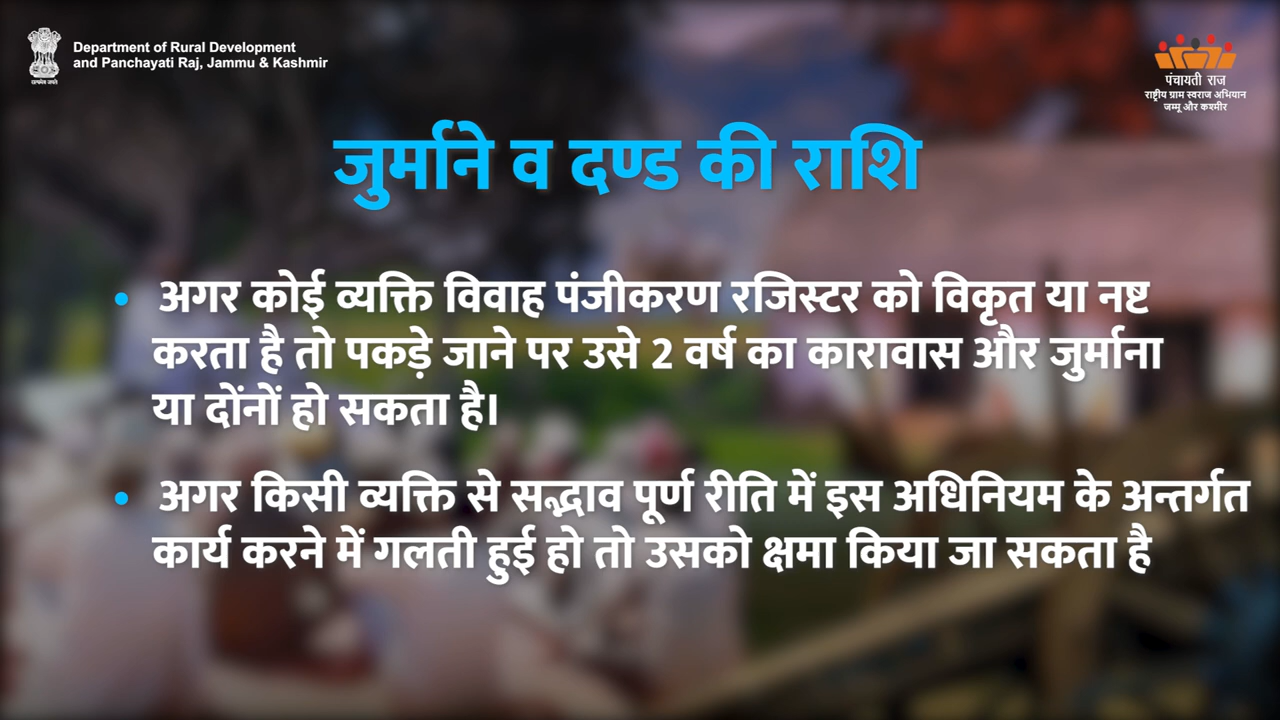 Department of Rural Development
and Panchayati Raj, Jammu & Kashmir
पंचायती राज
राष्ट्रीय ग्राम स्वराज अभियान
जम्मू और कश्मीर
जुर्माने व दण्ड की राशि
• अगर कोई व्यक्ति विवाह पंजीकरण रजिस्टर को विकृत या नष्ट
करता है तो पकड़े जाने पर उसे 2 वर्ष का कारावास और जुर्माना
या दोंनों हो सकता है।
• अगर किसी व्यक्ति से सद्भाव पूर्ण रीति में इस अधिनियम के अन्तर्गत
कार्य करने में गलती हुई हो तो उसको क्षमा किया जा सकता है